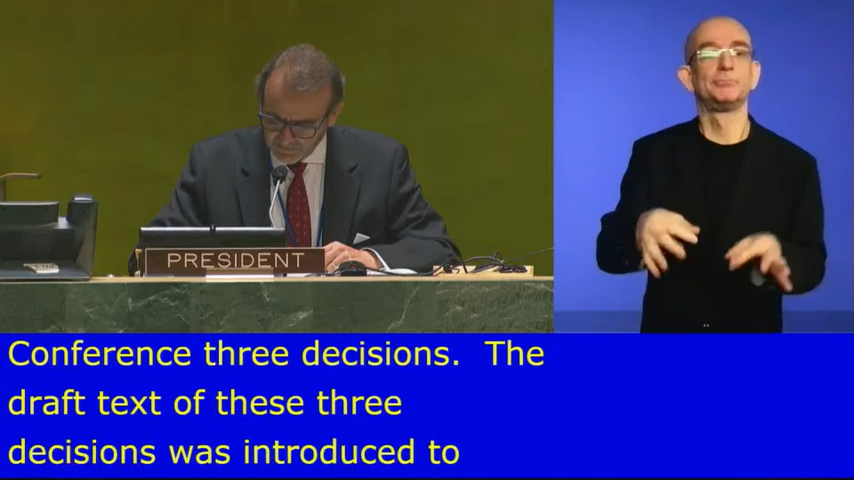 PRESIDENT
Conference three decisions.  The
draft text of these three
decisions was introduced to